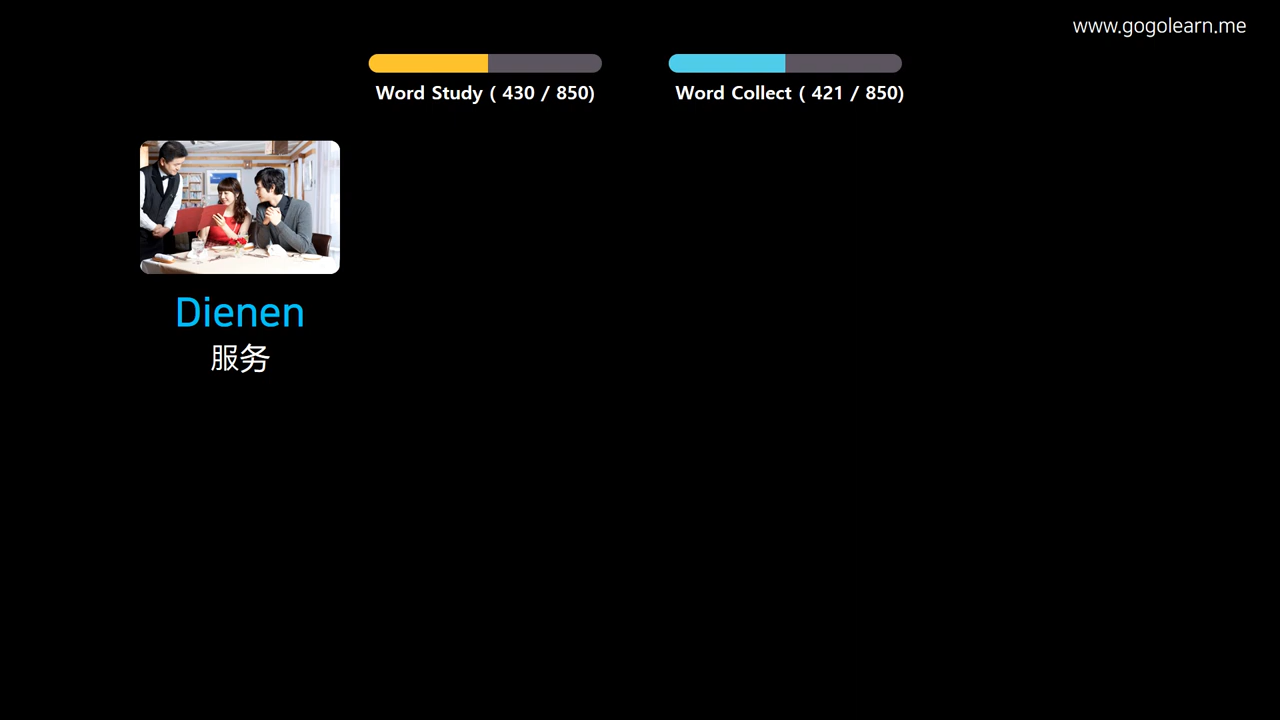 www.gogolearn.me
Word Study ( 430 / 850)
Word Collect ( 421 / 850)
Dienen
服务